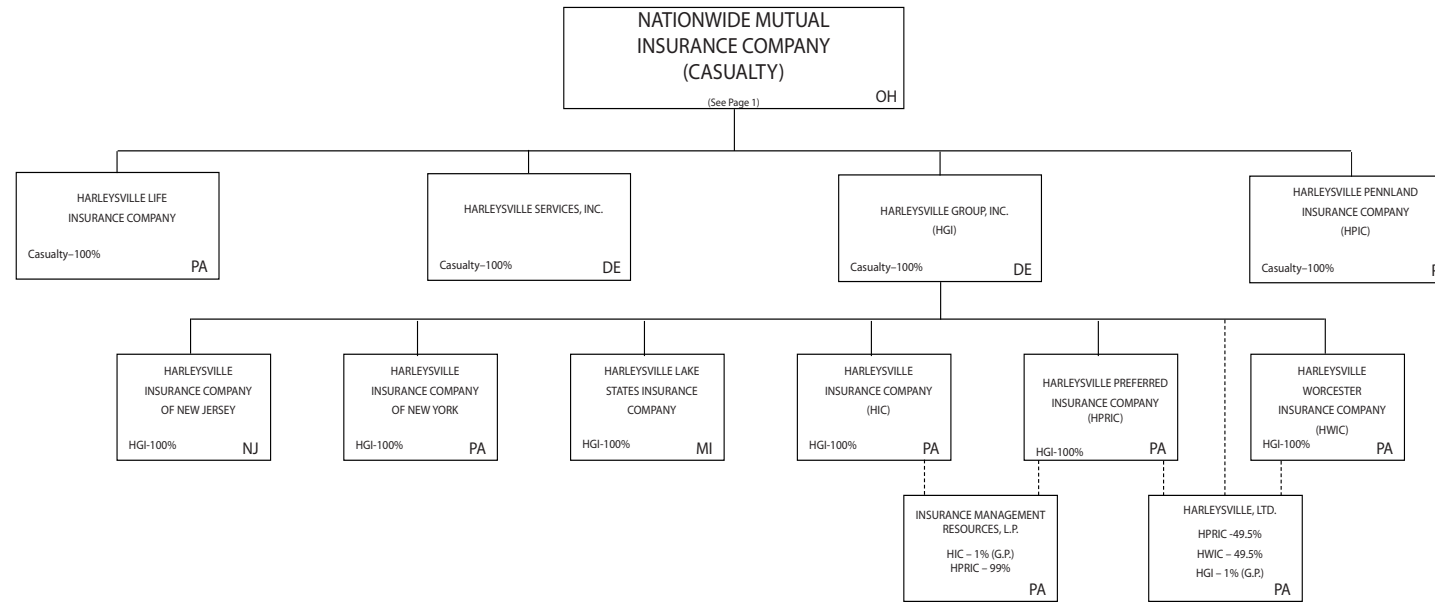 NATIONWIDE MUTUAL
INSURANCE COMPANY
(CASUALTY)
(See Page 1)
OH
HARLEYSVILLE LIFE
INSURANCE COMPANY
Casualty–100%
PA
HARLEYSVILLE SERVICES, INC.
Casualty–100%
DE
HARLEYSVILLE GROUP, INC.
(HGI)
Casualty–100%
DE
HARLEYSVILLE PENNLAND
INSURANCE COMPANY
(HPIC)
Casualty–100%
HARLEYSVILLE
INSURANCE COMPANY
OF NEW JERSEY
HGI-100%
NJ
HARLEYSVILLE
INSURANCE COMPANY
OF NEW YORK
HGI-100%
PA
HARLEYSVILLE LAKE
STATES INSURANCE
COMPANY
HGI-100%
MI
HARLEYSVILLE
INSURANCE COMPANY
(HIC)
HGI-100%
PA
HARLEYSVILLE PREFERRED
INSURANCE COMPANY
(HPRIC)
HGI-100%
PA
HARLEYSVILLE
WORCESTER
INSURANCE COMPANY
(HWIC)
HGI-100%
PA
INSURANCE MANAGEMENT
RESOURCES, L.P.
HIC – 1% (G.P.)
HPRIC – 99%
PA
HARLEYSVILLE, LTD.
HPRIC -49.5%
HWIC – 49.5%
HGI – 1% (G.P.)
PA